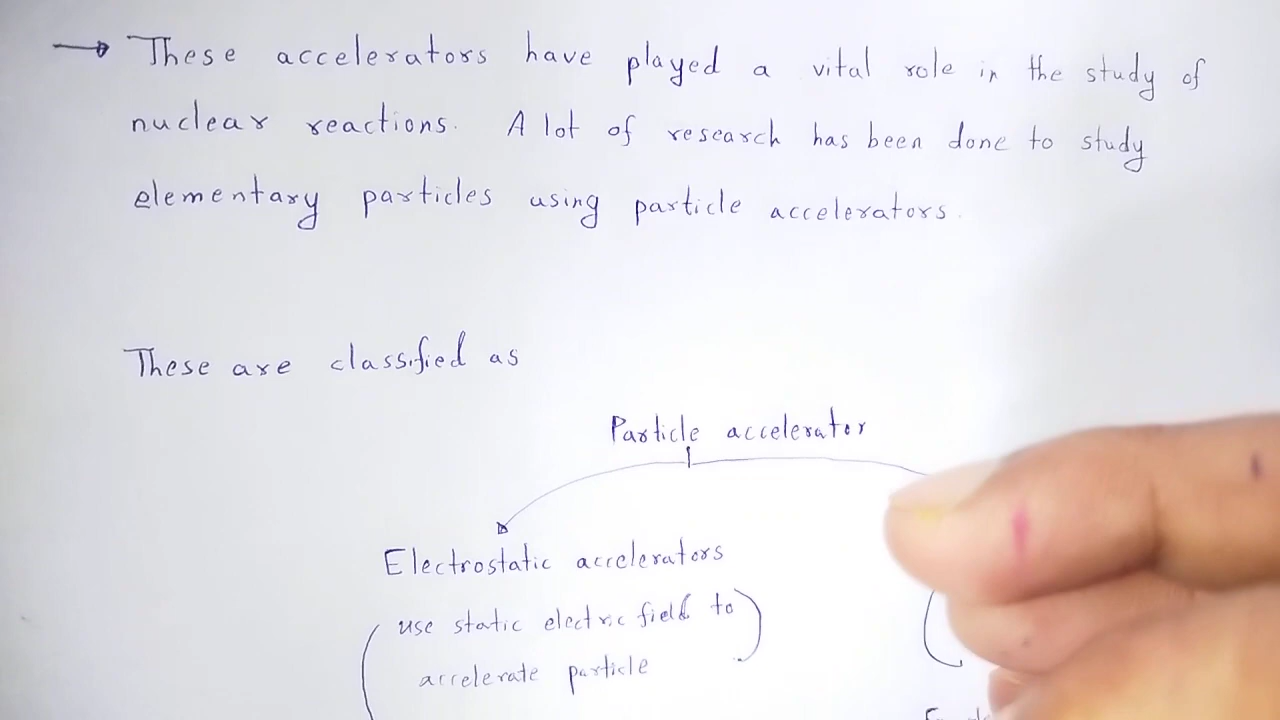 → These accelerators have played a vital role in the study of
nuclear reactions. A lot of research has been done to study
elementary particles using particle accelerators.
These are classified as
Particle accelerator
Electrostatic accelerators
(use static electric field to)
accelerate particle